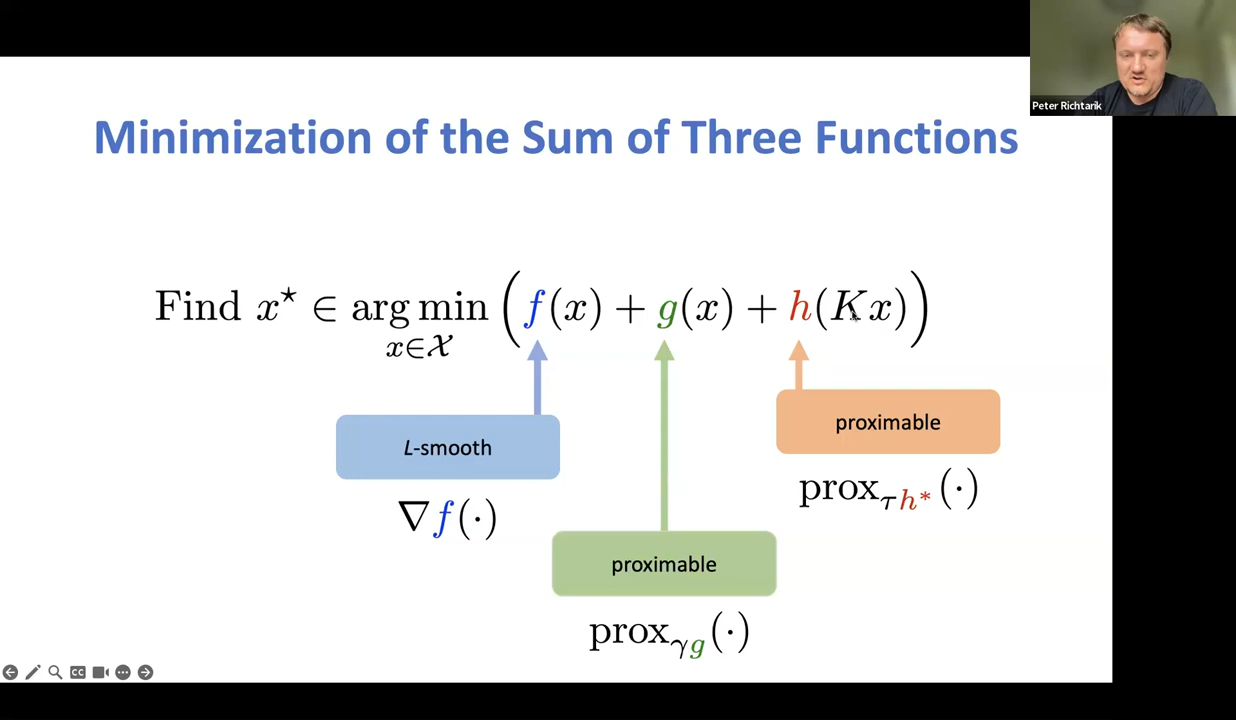 Peter Richtarik
Minimization of the Sum of Three Functions
Find x⋆ ∈ arg min (f(x) + g(x) + h(Kx))
x∈𝒳
proximable
L-smooth
prox_{τh*}(·)
∇f(·)
proximable
prox_{γg}(·)
CC